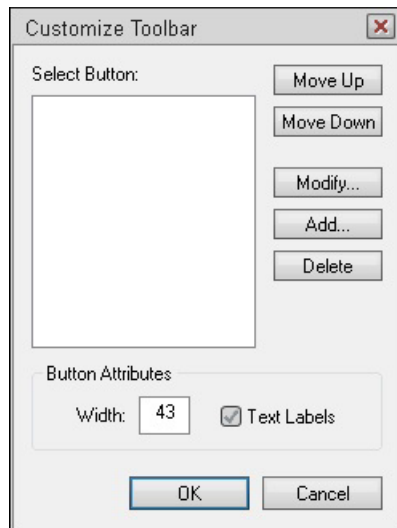 Customize Toolbar
Select Button:
Move Up
Move Down
Modify...
Add...
Delete
Button Attributes
Width: 43 Text Labels
OK Cancel